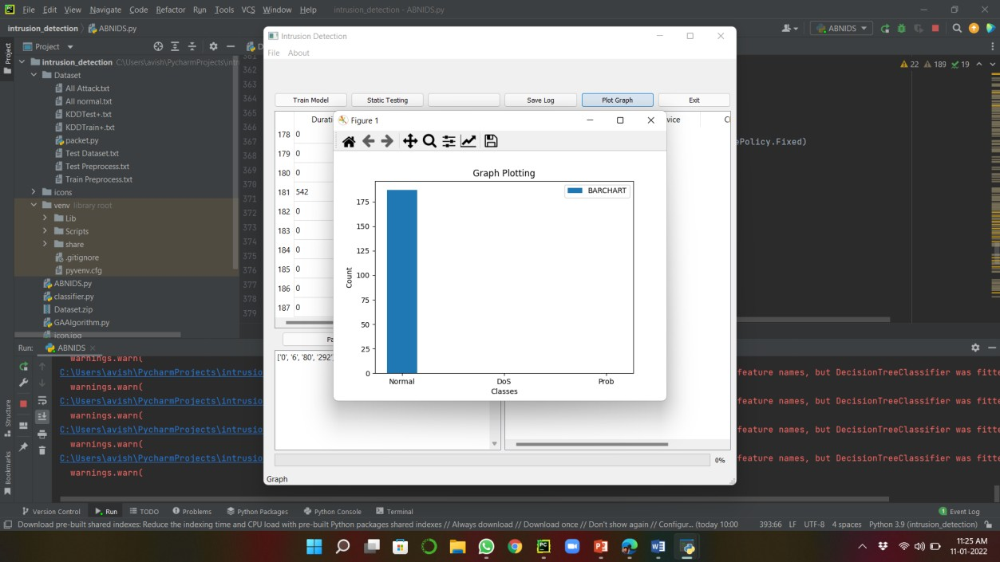 File Edit View Navigate Code Refactor Run Tools VCS Window Help intrusion_detection - ABNIDS.py
intrusion_detection ABNIDS.py
ABNIDS
Project
Project
intrusion_detection C:\Users\avish\PycharmProjects\int
Dataset
All Attack.txt
All normal.txt
KDDTest+.txt
KDDTrain+.txt
packet.py
Test Dataset.txt
Test Preprocess.txt
Train Preprocess.txt
icons
venv library root
Lib
Scripts
share
.gitignore
pyvenv.cfg
ABNIDS.py
classifier.py
Dataset.zip
GAAlgorithm.py
icon.jpg
361
362
363
364
365
366
367
368
369
370
371
372
373
374
375
376
377
378
379
22 189 19
ePolicy.Fixed)
Intrusion Detection
File About
Train Model Static Testing Save Log Plot Graph Exit
Durati vice
178 0
179 0
180 0
181 542
182 0
183 0
184 0
185 0
186 0
187 0
Pa
['0', '6', '80', '292'
0%
Graph
Figure 1
Graph Plotting
BARCHART
175
150
125
100
75
50
25
0
Count
Normal DoS Prob
Classes
Run: ABNIDS
warnings.warn(
C:\Users\avish\PycharmProjects\intrusio feature names, but DecisionTreeClassifier was fitte
warnings.warn(
C:\Users\avish\PycharmProjects\intrusio feature names, but DecisionTreeClassifier was fitte
warnings.warn(
C:\Users\avish\PycharmProjects\intrusio feature names, but DecisionTreeClassifier was fitte
warnings.warn(
C:\Users\avish\PycharmProjects\intrusio feature names, but DecisionTreeClassifier was fitte
warnings.warn(
Structure
Bookmarks
Version Control Run TODO Problems Python Packages Python Console Terminal 1 Event Log
Download pre-built shared indexes: Reduce the indexing time and CPU load with pre-built Python packages shared indexes // Always download // Download once // Don't show again // Configur... (today 10:00 393:66 LF UTF-8 4 spaces Python 3.9 (intrusion_detection)
11:25 AM
11-01-2022